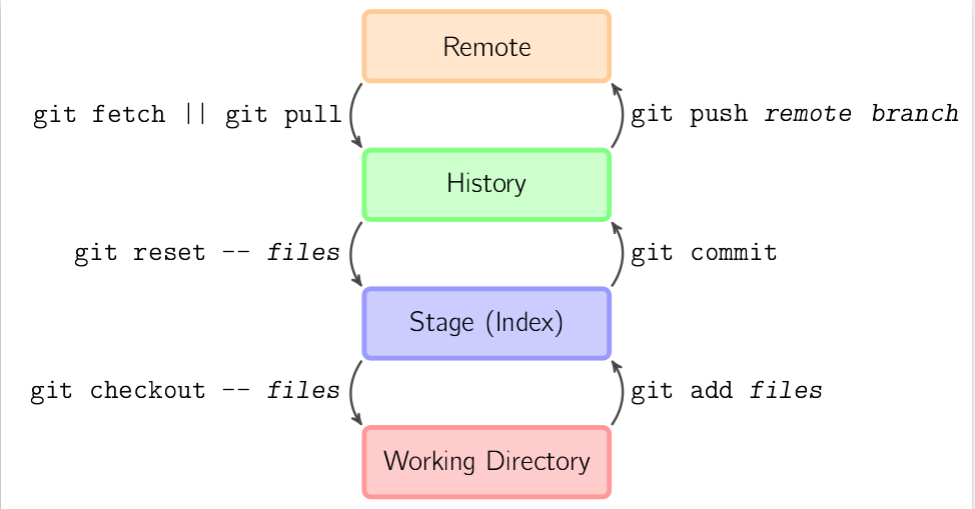 Remote
git fetch || git pull
git push remote branch
History
git reset -- files
git commit
Stage (Index)
git checkout -- files
git add files
Working Directory